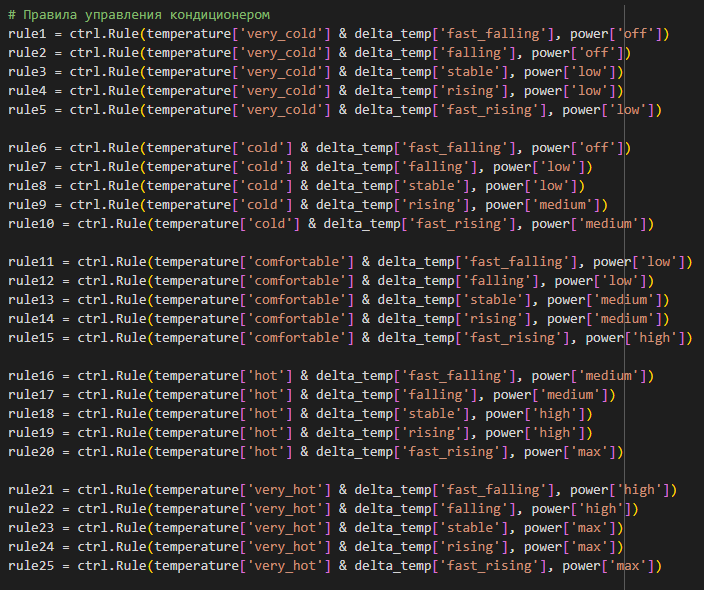 # Правила управления кондиционером
rule1 = ctrl.Rule(temperature['very_cold'] & delta_temp['fast_falling'], power['off'])
rule2 = ctrl.Rule(temperature['very_cold'] & delta_temp['falling'], power['off'])
rule3 = ctrl.Rule(temperature['very_cold'] & delta_temp['stable'], power['low'])
rule4 = ctrl.Rule(temperature['very_cold'] & delta_temp['rising'], power['low'])
rule5 = ctrl.Rule(temperature['very_cold'] & delta_temp['fast_rising'], power['low'])

rule6 = ctrl.Rule(temperature['cold'] & delta_temp['fast_falling'], power['off'])
rule7 = ctrl.Rule(temperature['cold'] & delta_temp['falling'], power['low'])
rule8 = ctrl.Rule(temperature['cold'] & delta_temp['stable'], power['low'])
rule9 = ctrl.Rule(temperature['cold'] & delta_temp['rising'], power['medium'])
rule10 = ctrl.Rule(temperature['cold'] & delta_temp['fast_rising'], power['medium'])

rule11 = ctrl.Rule(temperature['comfortable'] & delta_temp['fast_falling'], power['low'])
rule12 = ctrl.Rule(temperature['comfortable'] & delta_temp['falling'], power['low'])
rule13 = ctrl.Rule(temperature['comfortable'] & delta_temp['stable'], power['medium'])
rule14 = ctrl.Rule(temperature['comfortable'] & delta_temp['rising'], power['medium'])
rule15 = ctrl.Rule(temperature['comfortable'] & delta_temp['fast_rising'], power['high'])

rule16 = ctrl.Rule(temperature['hot'] & delta_temp['fast_falling'], power['medium'])
rule17 = ctrl.Rule(temperature['hot'] & delta_temp['falling'], power['medium'])
rule18 = ctrl.Rule(temperature['hot'] & delta_temp['stable'], power['high'])
rule19 = ctrl.Rule(temperature['hot'] & delta_temp['rising'], power['high'])
rule20 = ctrl.Rule(temperature['hot'] & delta_temp['fast_rising'], power['max'])

rule21 = ctrl.Rule(temperature['very_hot'] & delta_temp['fast_falling'], power['high'])
rule22 = ctrl.Rule(temperature['very_hot'] & delta_temp['falling'], power['high'])
rule23 = ctrl.Rule(temperature['very_hot'] & delta_temp['stable'], power['max'])
rule24 = ctrl.Rule(temperature['very_hot'] & delta_temp['rising'], power['max'])
rule25 = ctrl.Rule(temperature['very_hot'] & delta_temp['fast_rising'], power['max'])